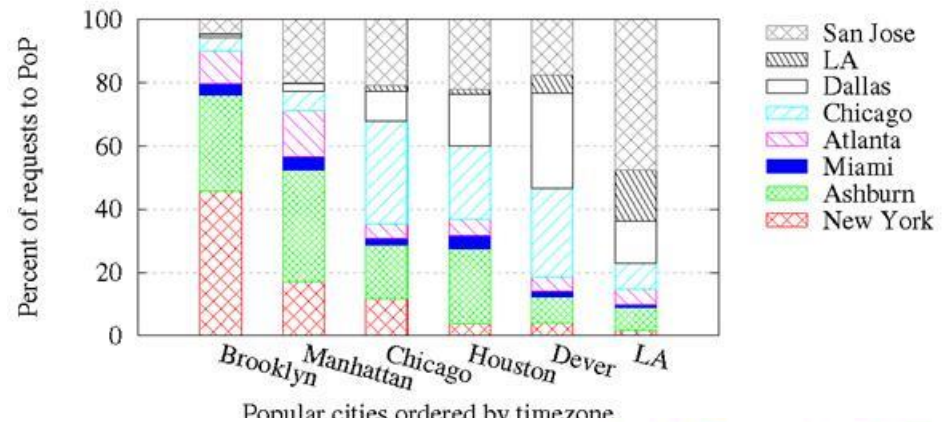 Percent of requests to PoP
100
80
60
40
20
0
Brooklyn
Manhattan
Chicago
Houston
Dever
LA
Popular cities ordered by timezone
San Jose
LA
Dallas
Chicago
Atlanta
Miami
Ashburn
New York